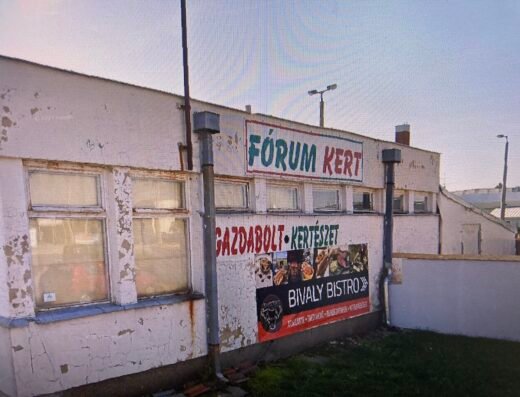 FÓRUM KERT
GAZDABOLT • KERTÉSZET
BIVALY BISTRO